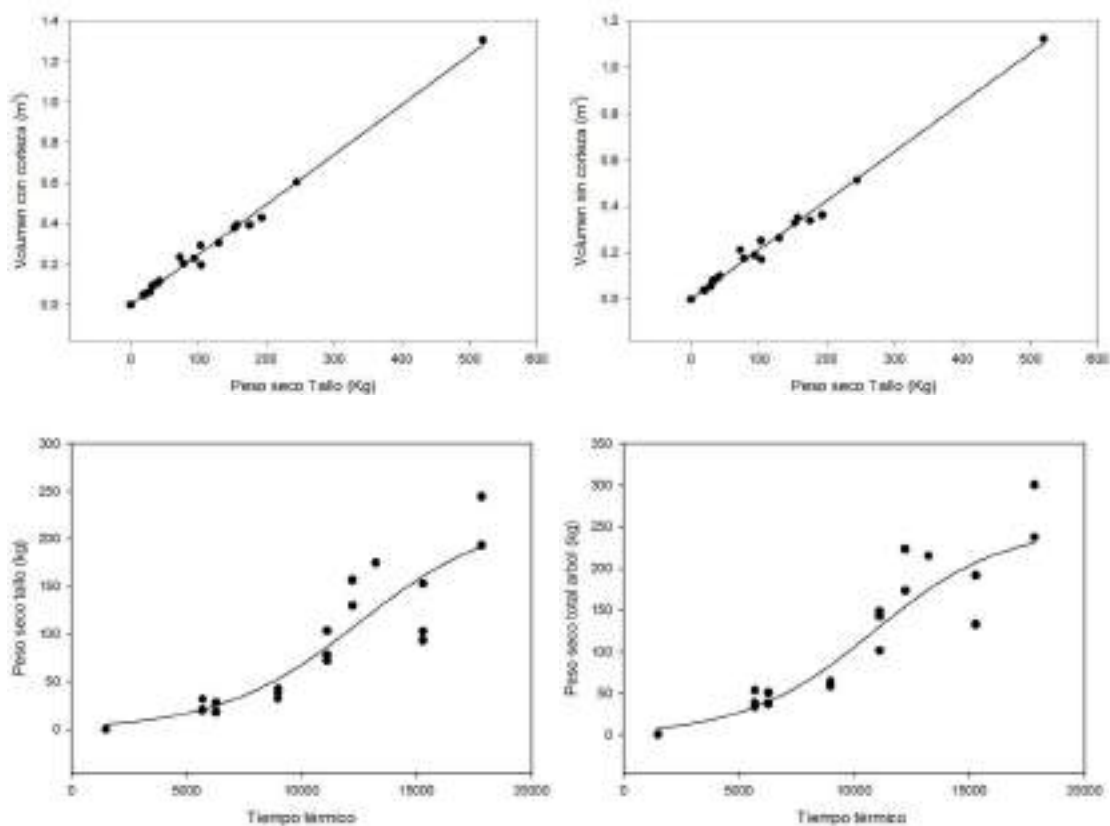 1.4
1.2
1.0
0.8
0.6
0.4
0.2
0.0
Volumen con corteza (m³)
0 100 200 300 400 500 600
Peso seco Tallo (Kg)
1.2
1.0
0.8
0.6
0.4
0.2
0.0
Volumen sin corteza (m³)
0 100 200 300 400 500 600
Peso seco Tallo (Kg)
300
250
200
150
100
50
0
Peso seco tallo (kg)
0 5000 10000 15000 20000
Tiempo térmico
350
300
250
200
150
100
50
0
Peso seco total arbol (kg)
0 5000 10000 15000 20000
Tiempo térmico